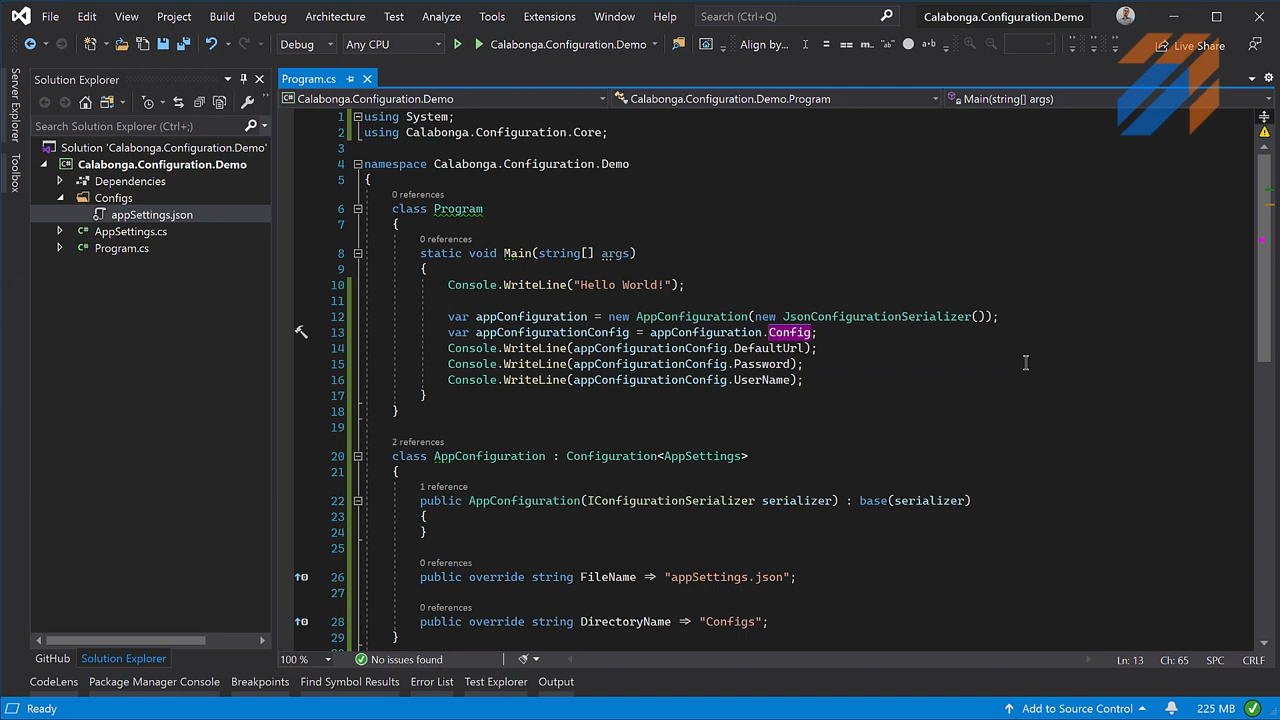 File Edit View Project Build Debug Architecture Test Analyze Tools Extensions Window Help Search (Ctrl+Q) Calabonga.Configuration.Demo
Debug Any CPU Calabonga.Configuration.Demo Align by... Live Share
Server Explorer
Toolbox
Solution Explorer
Search Solution Explorer (Ctrl+;)
Solution 'Calabonga.Configuration.Demo'
Calabonga.Configuration.Demo
Dependencies
Configs
appSettings.json
AppSettings.cs
Program.cs
GitHub Solution Explorer
Program.cs
Calabonga.Configuration.Demo Calabonga.Configuration.Demo.Program Main(string[] args)
1 using System;
2 using Calabonga.Configuration.Core;
3
4 namespace Calabonga.Configuration.Demo
5 {
0 references
6 class Program
7 {
0 references
8 static void Main(string[] args)
9 {
10 Console.WriteLine("Hello World!");
11
12 var appConfiguration = new AppConfiguration(new JsonConfigurationSerializer());
13 var appConfigurationConfig = appConfiguration.Config;
14 Console.WriteLine(appConfigurationConfig.DefaultUrl);
15 Console.WriteLine(appConfigurationConfig.Password);
16 Console.WriteLine(appConfigurationConfig.UserName);
17 }
18 }
19
2 references
20 class AppConfiguration : Configuration<AppSettings>
21 {
1 reference
22 public AppConfiguration(IConfigurationSerializer serializer) : base(serializer)
23 {
24 }
25
0 references
26 public override string FileName => "appSettings.json";
27
0 references
28 public override string DirectoryName => "Configs";
29 }
100 % No issues found Ln: 13 Ch: 65 SPC CRLF
CodeLens Package Manager Console Breakpoints Find Symbol Results Error List Test Explorer Output
Ready Add to Source Control 225 MB